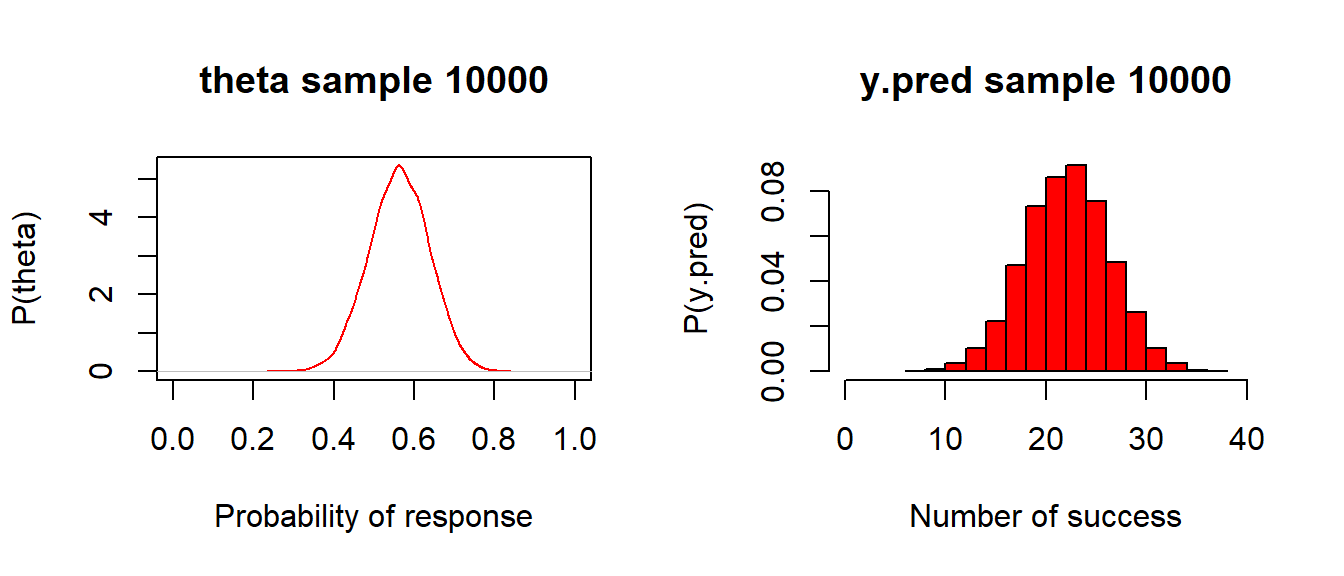 theta sample 10000
P(theta)
0 2 4
0.0 0.2 0.4 0.6 0.8 1.0
Probability of response
y.pred sample 10000
P(y.pred)
0.00 0.04 0.08
0 10 20 30 40
Number of success